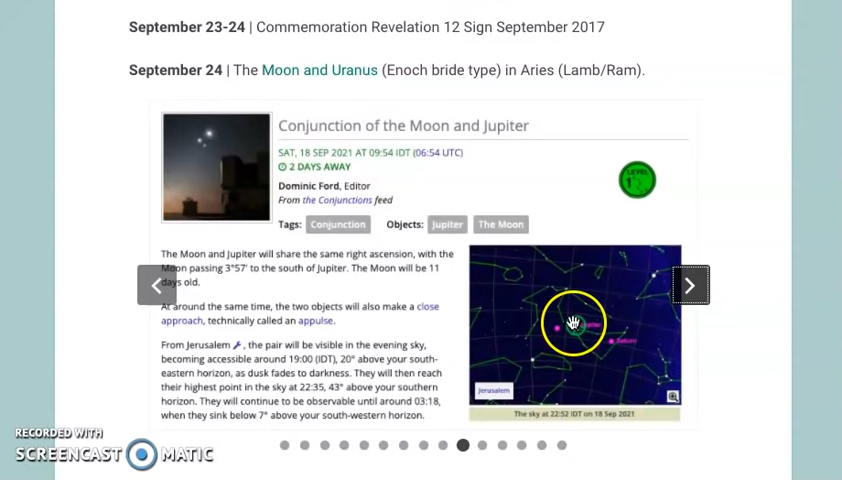 September 23-24 | Commemoration Revelation 12 Sign September 2017
September 24 | The Moon and Uranus (Enoch bride type) in Aries (Lamb/Ram).
Conjunction of the Moon and Jupiter
SAT, 18 SEP 2021 AT 09:54 IDT (06:54 UTC)
2 DAYS AWAY
Dominic Ford, Editor
From the Conjunctions feed
LEVEL
1
Tags: Conjunction Objects: Jupiter The Moon
The Moon and Jupiter will share the same right ascension, with the
Moon passing 3°57' to the south of Jupiter. The Moon will be 11
days old.
At around the same time, the two objects will also make a close
approach, technically called an appulse.
From Jerusalem, the pair will be visible in the evening sky,
becoming accessible around 19:00 (IDT), 20° above your south-
eastern horizon, as dusk fades to darkness. They will then reach
their highest point in the sky at 22:35, 43° above your southern
horizon. They will continue to be observable until around 03:18,
when they sink below 7° above your south-western horizon.
Saturn
Jerusalem
The sky at 22:52 IDT on 18 Sep 2021
RECORDED WITH
SCREENCAST MATIC